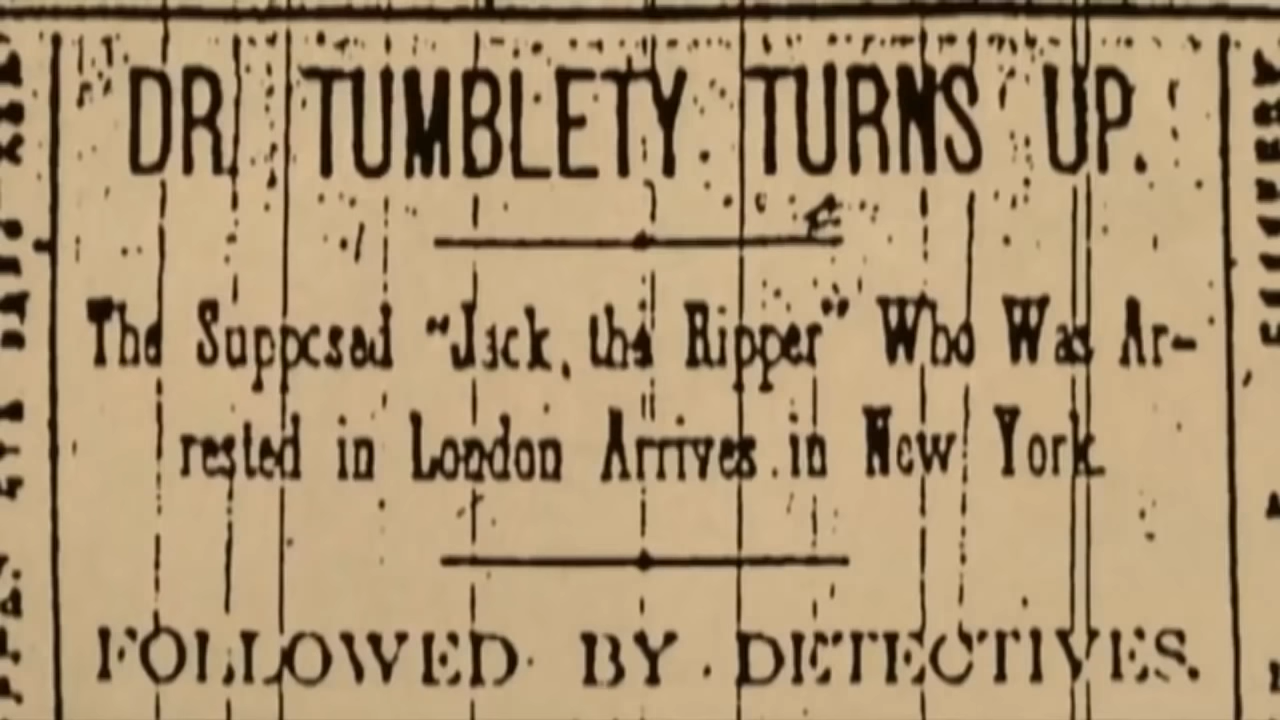 DR. TUMBLETY TURNS UP.
The Supposed "Jack, the Ripper" Who Was Ar-
rested in London Arrives in New York.
FOLLOWED BY DETECTIVES.